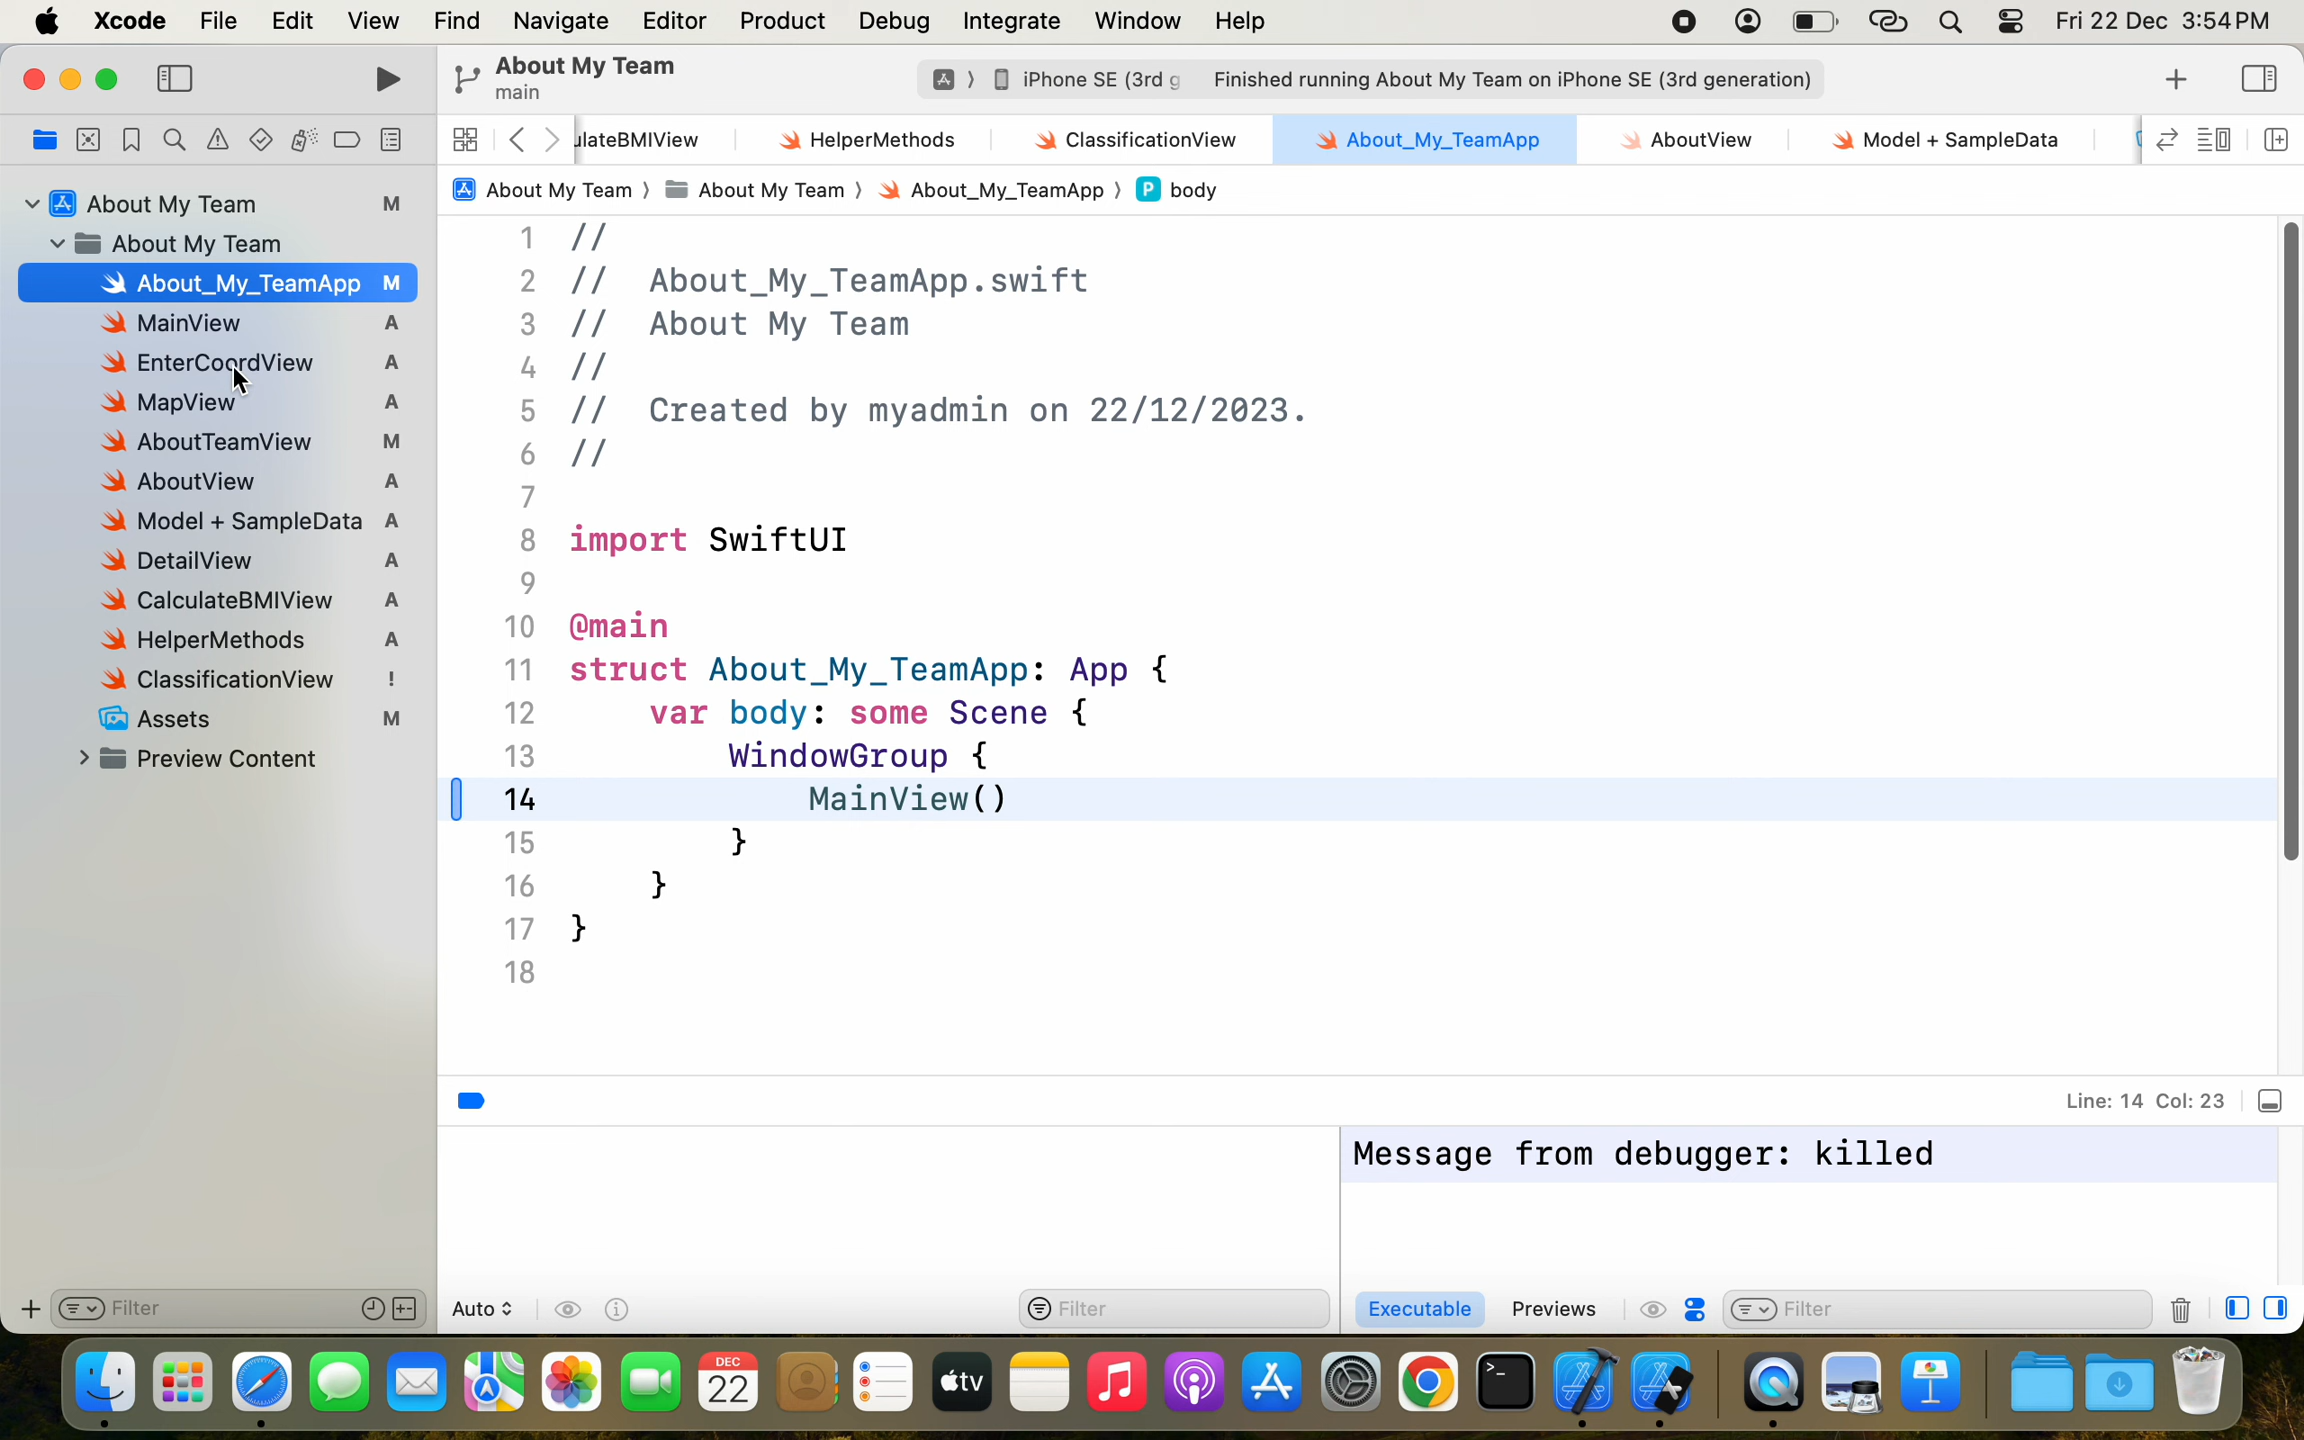 Xcode File Edit View Find Navigate Editor Product Debug Integrate Window Help Fri 22 Dec 3:54 PM
About My Team
main
iPhone SE (3rd g Finished running About My Team on iPhone SE (3rd generation)
ulateBMIView HelperMethods ClassificationView About_My_TeamApp AboutView Model + SampleData
About My Team 〉 About My Team 〉 About_My_TeamApp 〉 P body
About My Team M
About My Team
About_My_TeamApp M
MainView A
EnterCoordView A
MapView A
AboutTeamView M
AboutView A
Model + SampleData A
DetailView A
CalculateBMIView A
HelperMethods A
ClassificationView !
Assets M
Preview Content
Filter
1 //
2 //  About_My_TeamApp.swift
3 //  About My Team
4 //
5 //  Created by myadmin on 22/12/2023.
6 //
7
8 import SwiftUI
9
10 @main
11 struct About_My_TeamApp: App {
12     var body: some Scene {
13         WindowGroup {
14             MainView()
15         }
16     }
17 }
18
Line: 14 Col: 23
Message from debugger: killed
Auto Filter Executable Previews Filter
DEC
22
tv
>_